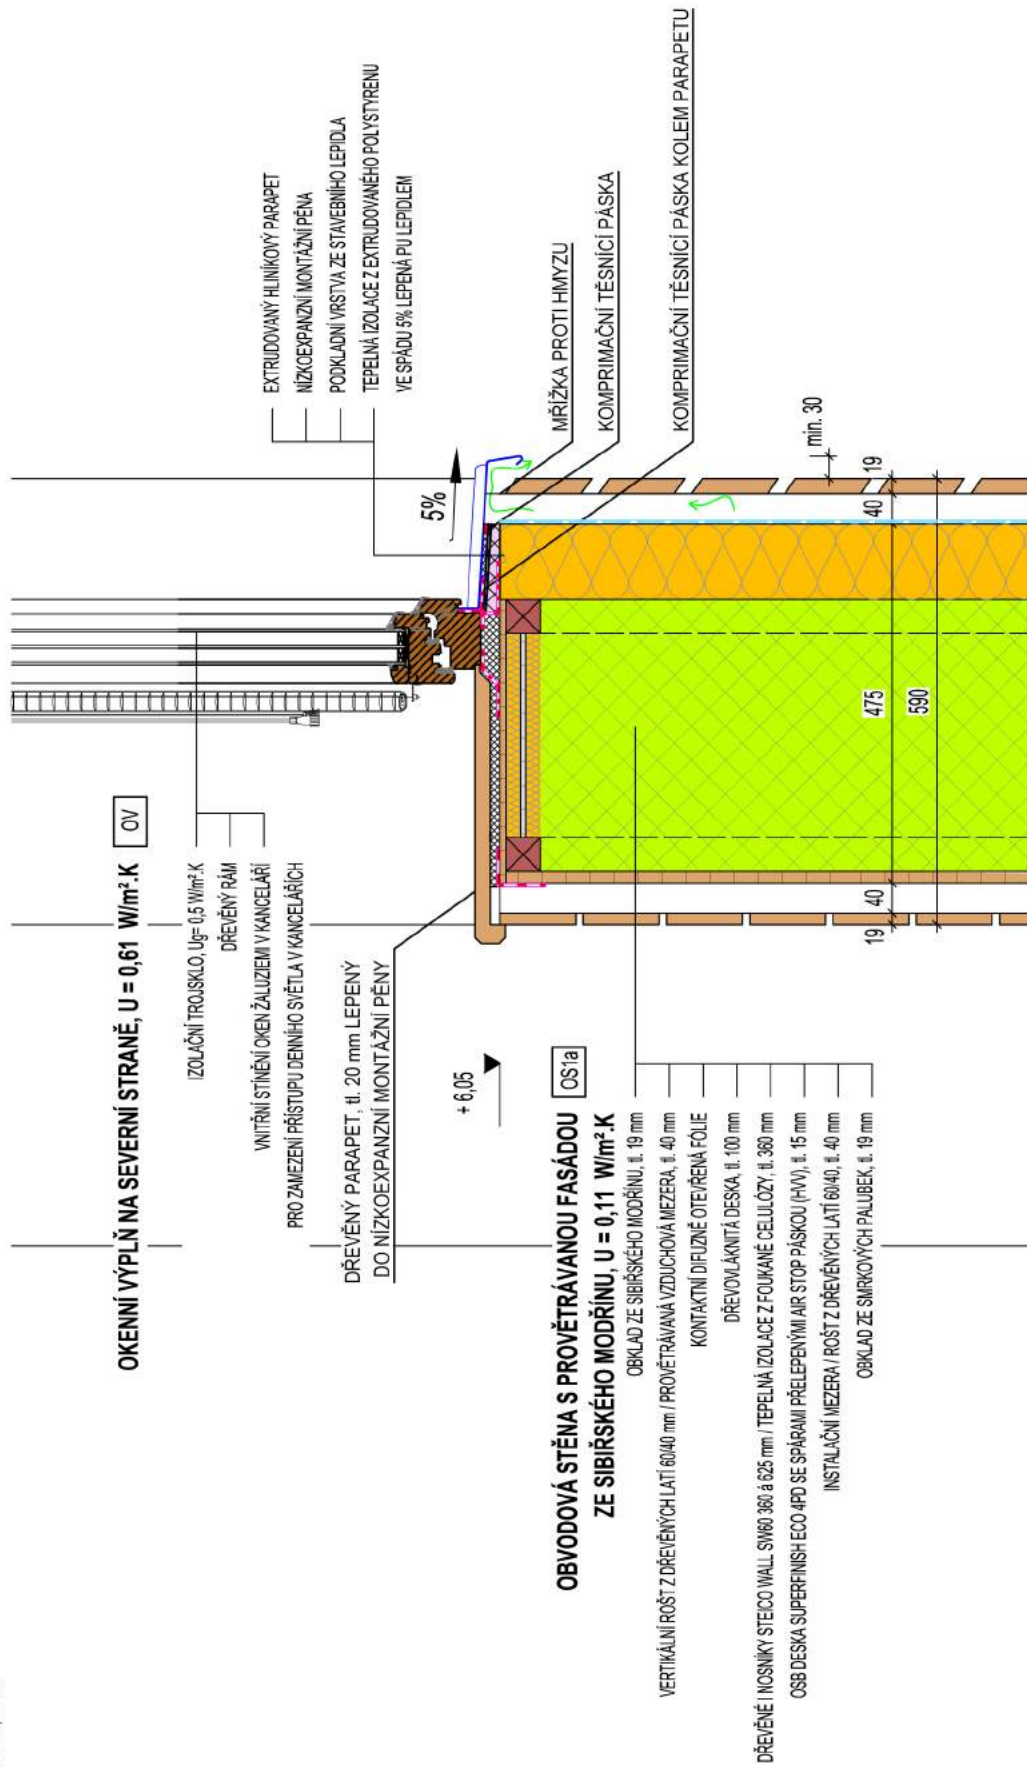 OKENNÍ VÝPLŇ NA SEVERNÍ STRANĚ, U = 0,61 W/m².K
OV
IZOLAČNÍ TROJSKLO, Ug= 0,5 W/m².K
DŘEVĚNÝ RÁM
VNITŘNÍ STÍNĚNÍ OKEN ŽALUZIEMI V KANCELÁŘI
PRO ZAMEZENÍ PŘÍSTUPU DENNÍHO SVĚTLA V KANCELÁŘÍCH
EXTRUDOVANÝ HLINÍKOVÝ PARAPET
NÍZKOEXPANZNÍ MONTÁŽNÍ PĚNA
PODKLADNÍ VRSTVA ZE STAVEBNÍHO LEPIDLA
TEPELNÁ IZOLACE Z EXTRUDOVANÉHO POLYSTYRENU
VE SPÁDU 5% LEPENÁ PU LEPIDLEM
5%
DŘEVĚNÝ PARAPET, tl. 20 mm LEPENÝ
DO NÍZKOEXPANZNÍ MONTÁŽNÍ PĚNY
+ 6,05
MŘÍŽKA PROTI HMYZU
KOMPRIMAČNÍ TĚSNÍCÍ PÁSKA
KOMPRIMAČNÍ TĚSNÍCÍ PÁSKA KOLEM PARAPETU
OBVODOVÁ STĚNA S PROVĚTRÁVANOU FASÁDOU
ZE SIBIŘSKÉHO MODŘÍNU, U = 0,11 W/m².K
OS1a
OBKLAD ZE SIBIŘSKÉHO MODŘÍNU, tl. 19 mm
VERTIKÁLNÍ ROŠT Z DŘEVĚNÝCH LATÍ 60/40 mm / PROVĚTRÁVANÁ VZDUCHOVÁ MEZERA, tl. 40 mm
KONTAKTNÍ DIFUZNĚ OTEVŘENÁ FÓLIE
DŘEVOVLÁKNITÁ DESKA, tl. 100 mm
DŘEVĚNÉ I NOSNÍKY STEICO WALL SW60 360 à 625 mm / TEPELNÁ IZOLACE Z FOUKANÉ CELULÓZY, tl. 360 mm
OSB DESKA SUPERFINISH ECO 4PD SE SPÁRAMI PŘELEPENÝMI AIR STOP PÁSKOU (HVV), tl. 15 mm
INSTALAČNÍ MEZERA / ROŠT Z DŘEVĚNÝCH LATÍ 60/40, tl. 40 mm
OBKLAD ZE SMRKOVÝCH PALUBEK, tl. 19 mm
min. 30
19
40
475
40
19
590